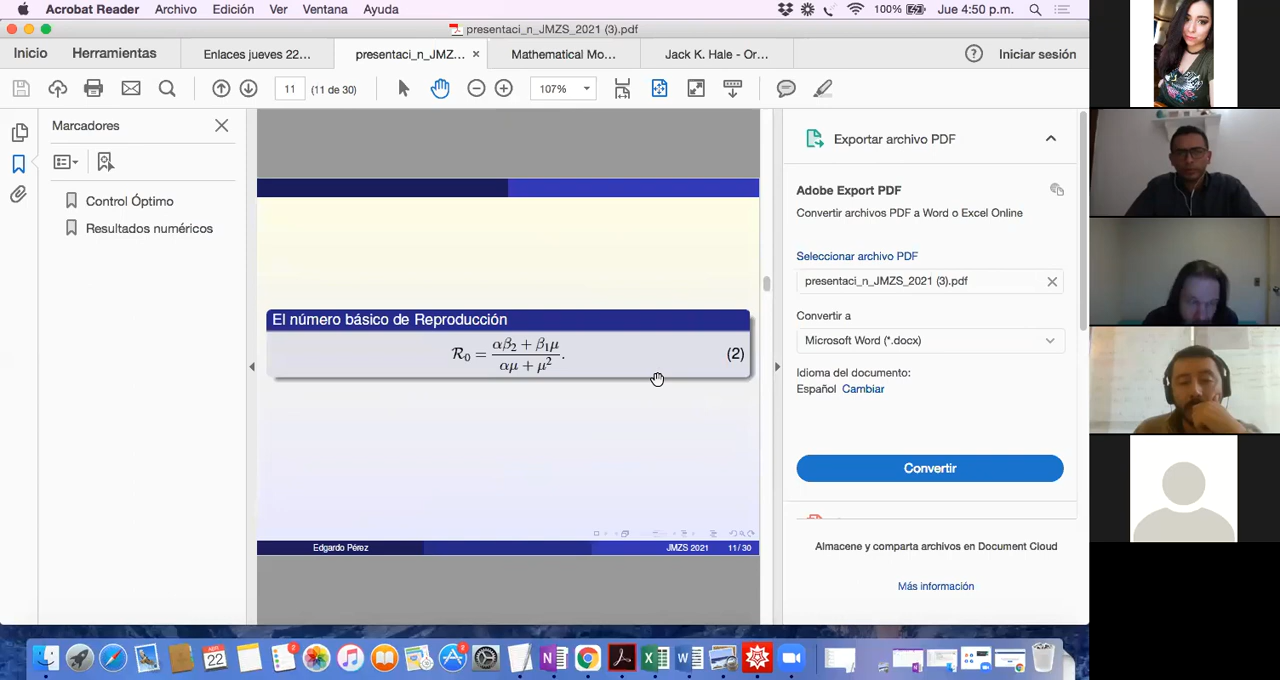 Acrobat Reader Archivo Edición Ver Ventana Ayuda 100% Jue 4:50 p.m.
presentaci_n_JMZS_2021 (3).pdf
Inicio Herramientas Enlaces jueves 22... presentaci_n_JMZ... × Mathematical Mo... Jack K. Hale - Or... Iniciar sesión
11 (11 de 30) 107%
Marcadores
Control Óptimo
Resultados numéricos
El número básico de Reproducción
R₀ = (αβ₂ + β₁μ) / (αμ + μ²). (2)
Edgardo Pérez JMZS 2021 11/30
Exportar archivo PDF
Adobe Export PDF
Convertir archivos PDF a Word o Excel Online
Seleccionar archivo PDF
presentaci_n_JMZS_2021 (3).pdf
Convertir a
Microsoft Word (*.docx)
Idioma del documento:
Español Cambiar
Convertir
Almacene y comparta archivos en Document Cloud
Más información
22